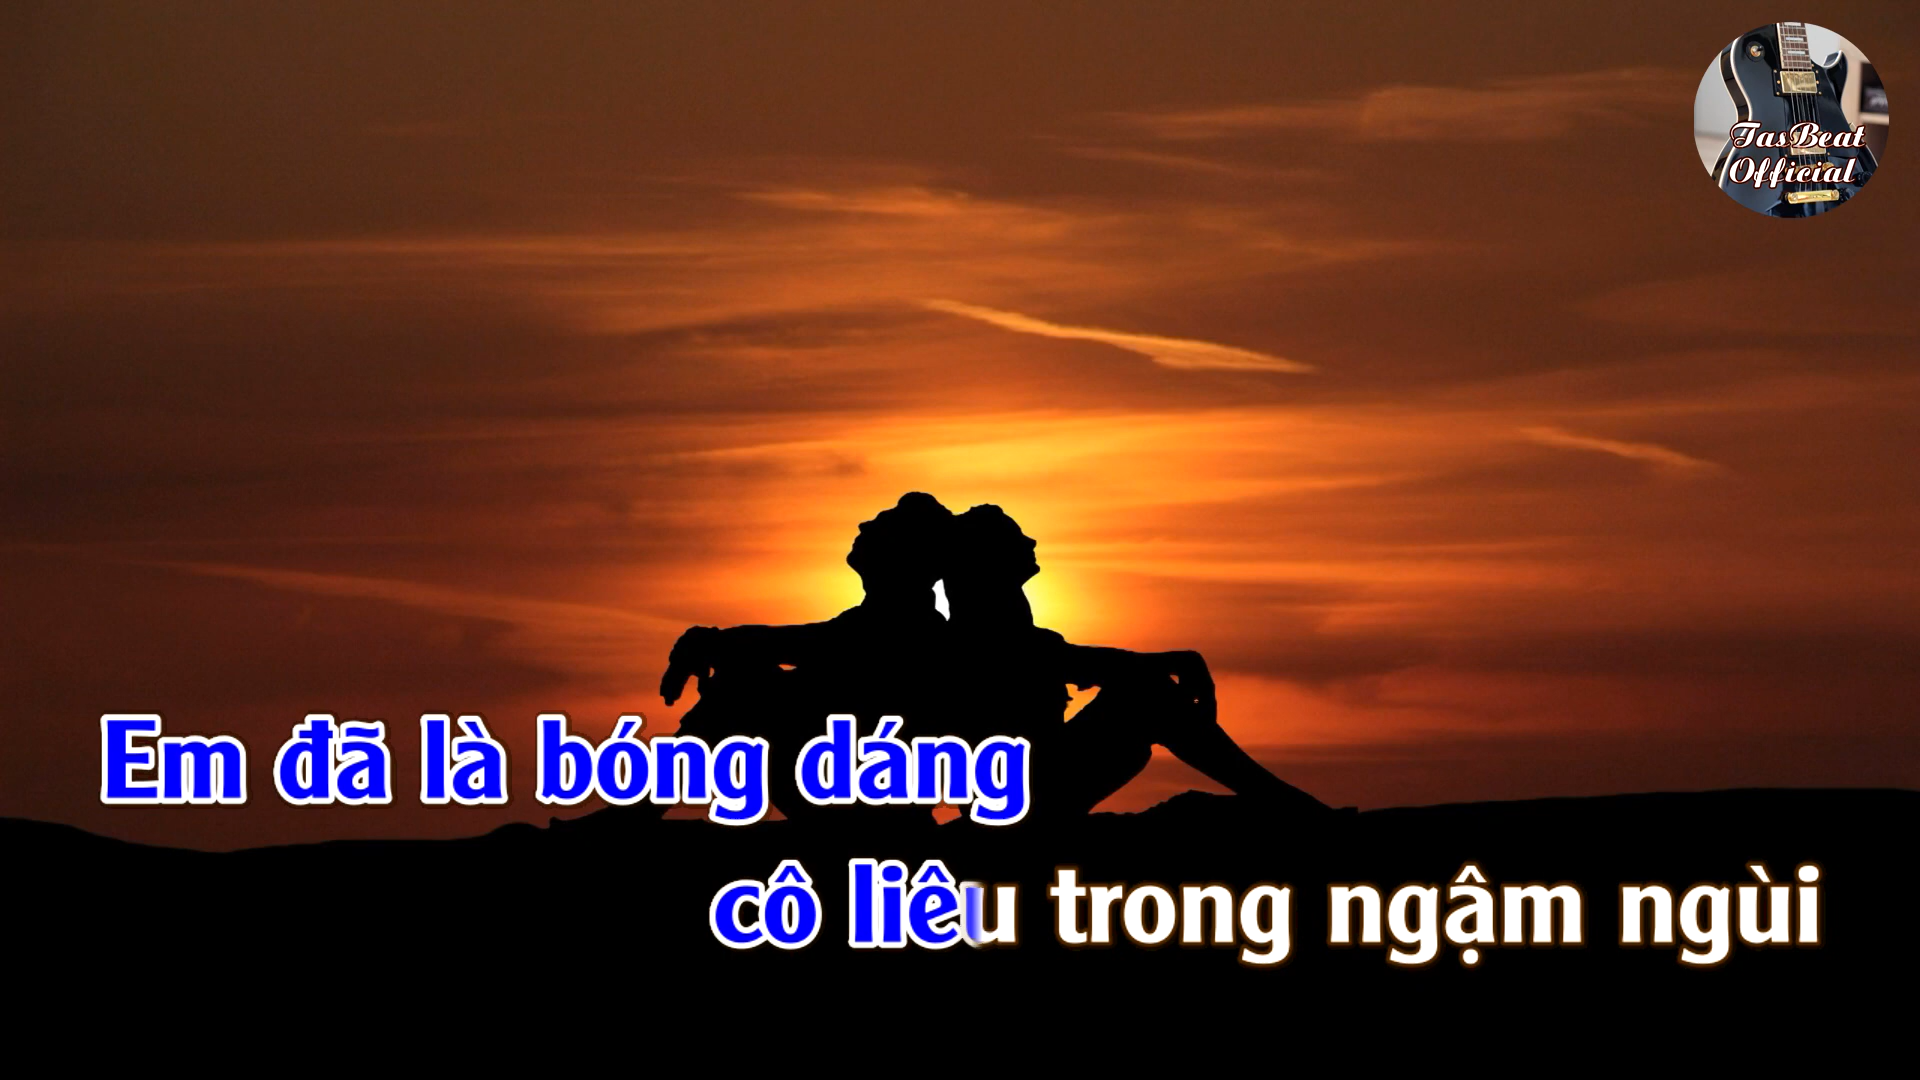 TasBeat
Official
Em đã là bóng dáng
cô liêu trong ngậm ngùi